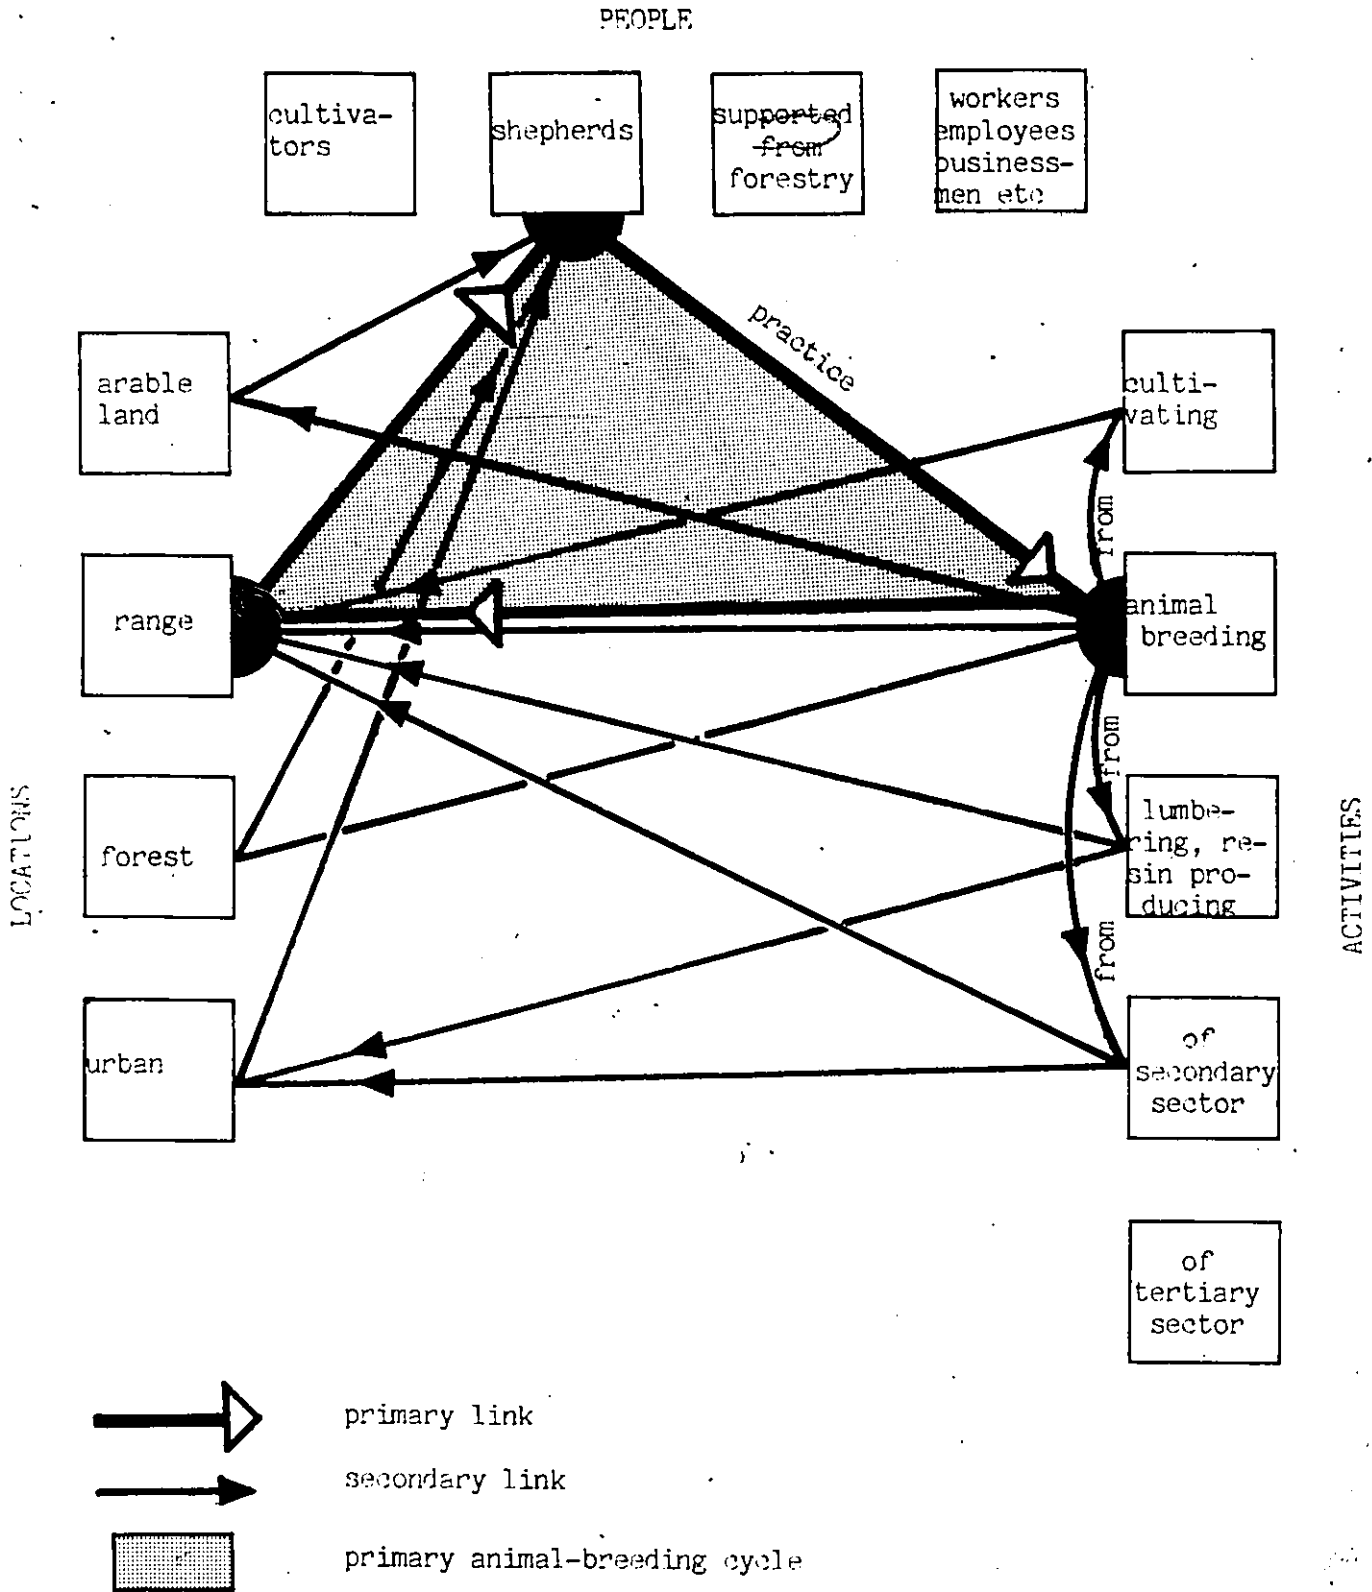 PEOPLE
cultiva-
tors
shepherds
supported
from
forestry
workers
employees
businessmen-
men etc
practice
arable
land
culti-
vating
from
range
animal
breeding
from
forest
lumbe-
ring, re-
sin pro-
ducing
LOCATIONS
ACTIVITIES
from
urban
of
secondary
sector
of
tertiary
sector
primary link
secondary link
primary animal-breeding cycle